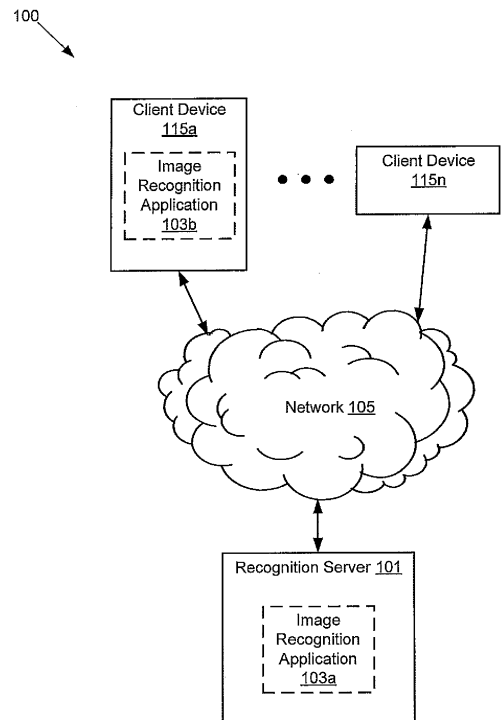 100
Client Device
115a
Image
Recognition
Application
103b
Client Device
115n
Network 105
Recognition Server 101
Image
Recognition
Application
103a